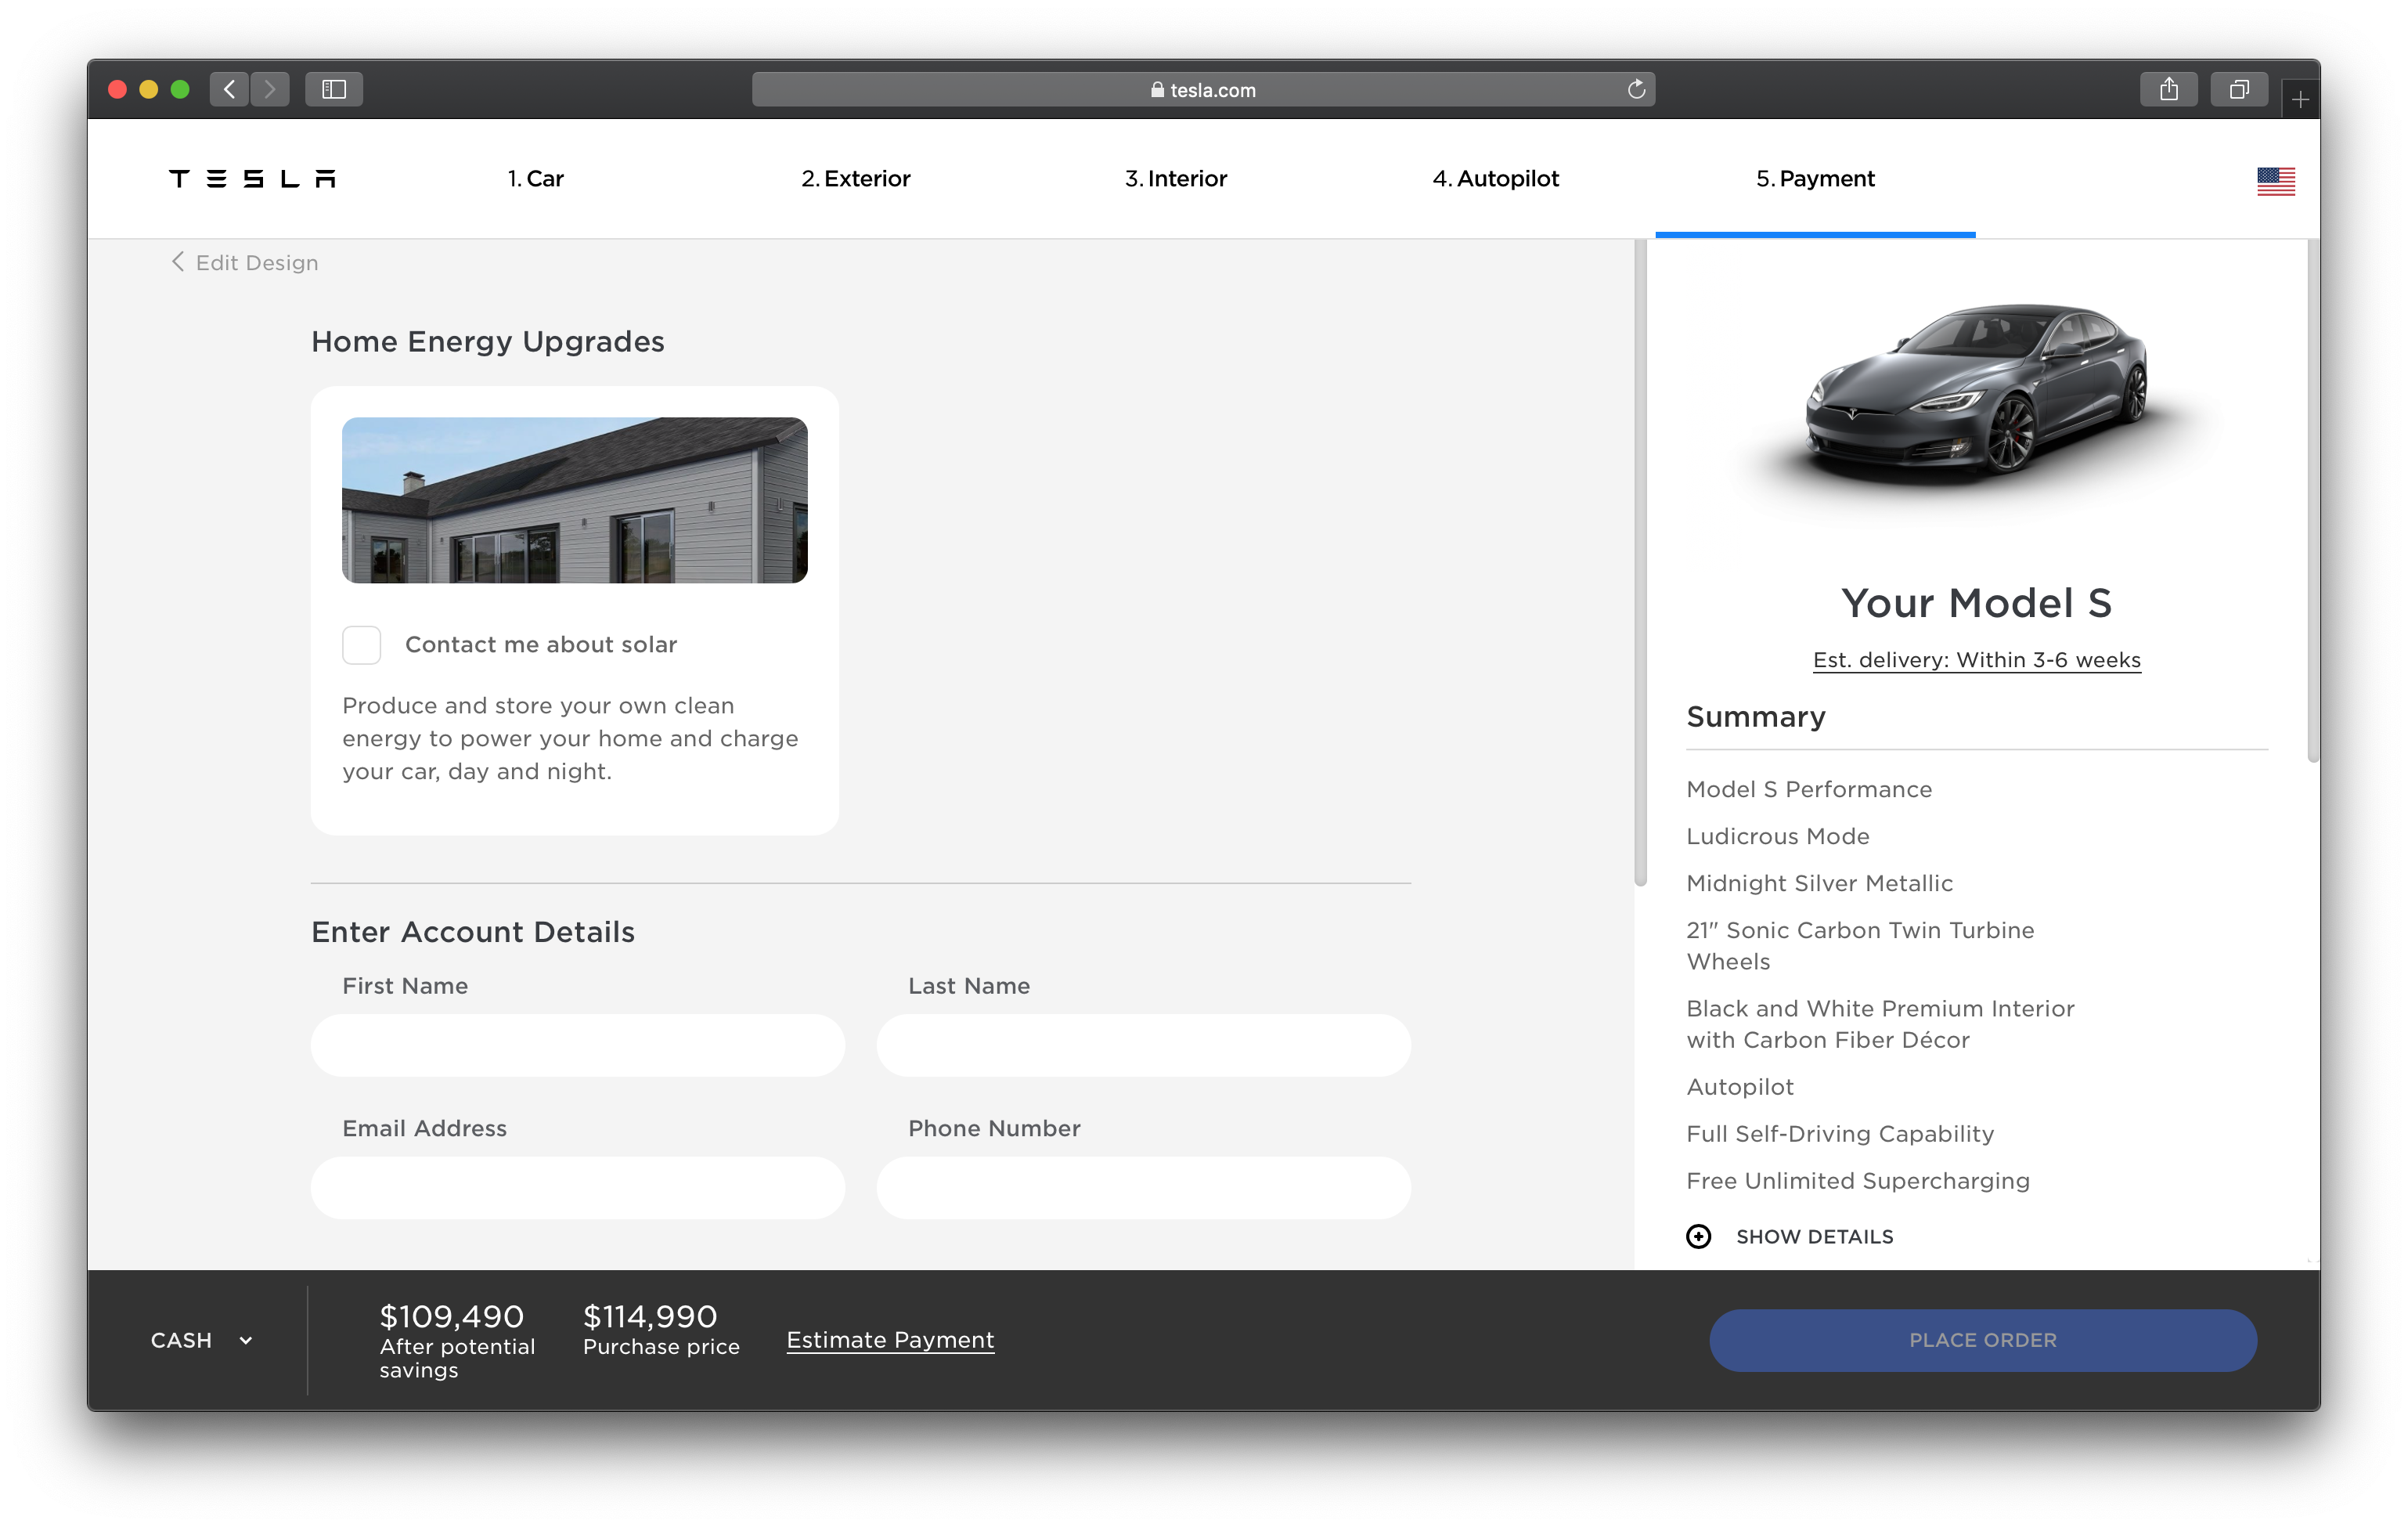 tesla.com
TESLA
1. Car
2. Exterior
3. Interior
4. Autopilot
5. Payment
Edit Design
Home Energy Upgrades
Contact me about solar
Produce and store your own clean
energy to power your home and charge
your car, day and night.
Enter Account Details
First Name
Last Name
Email Address
Phone Number
Your Model S
Est. delivery: Within 3-6 weeks
Summary
Model S Performance
Ludicrous Mode
Midnight Silver Metallic
21" Sonic Carbon Twin Turbine
Wheels
Black and White Premium Interior
with Carbon Fiber Décor
Autopilot
Full Self-Driving Capability
Free Unlimited Supercharging
SHOW DETAILS
CASH
$109,490
After potential
savings
$114,990
Purchase price
Estimate Payment
PLACE ORDER